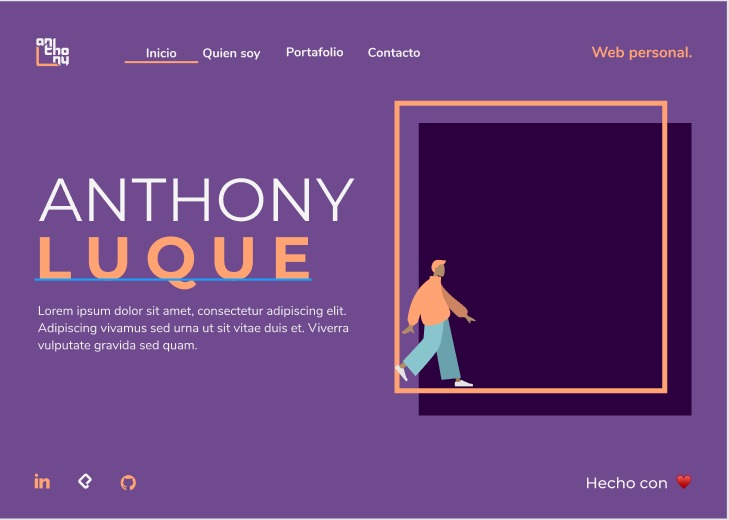 anthony
Inicio Quien soy Portafolio Contacto
Web personal.
ANTHONY
LUQUE
Lorem ipsum dolor sit amet, consectetur adipiscing elit.
Adipiscing vivamus sed urna ut sit vitae duis et. Viverra
vulputate gravida sed quam.
in
Hecho con ❤️